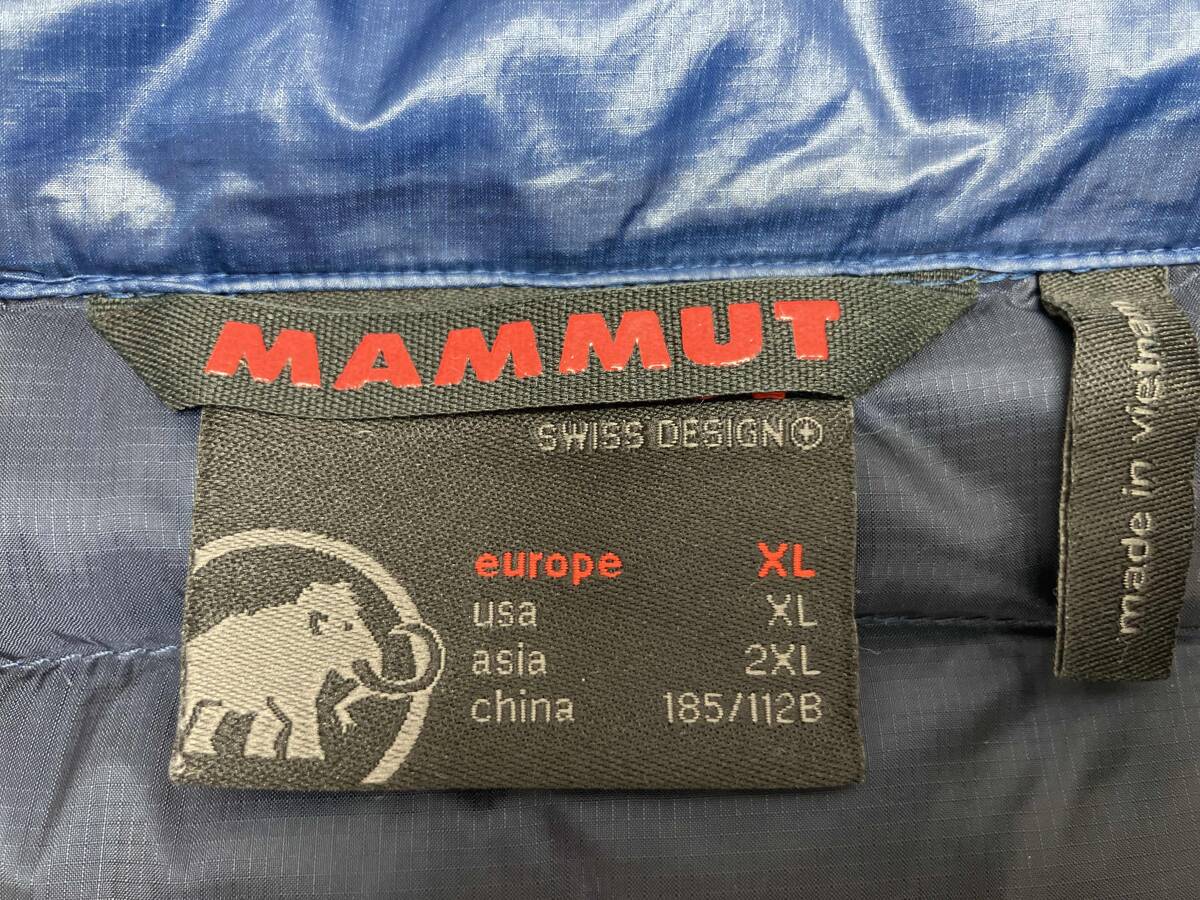 MAMMUT
SWISS DESIGN
europe XL
usa XL
asia 2XL
china 185/112B
made in vietnam